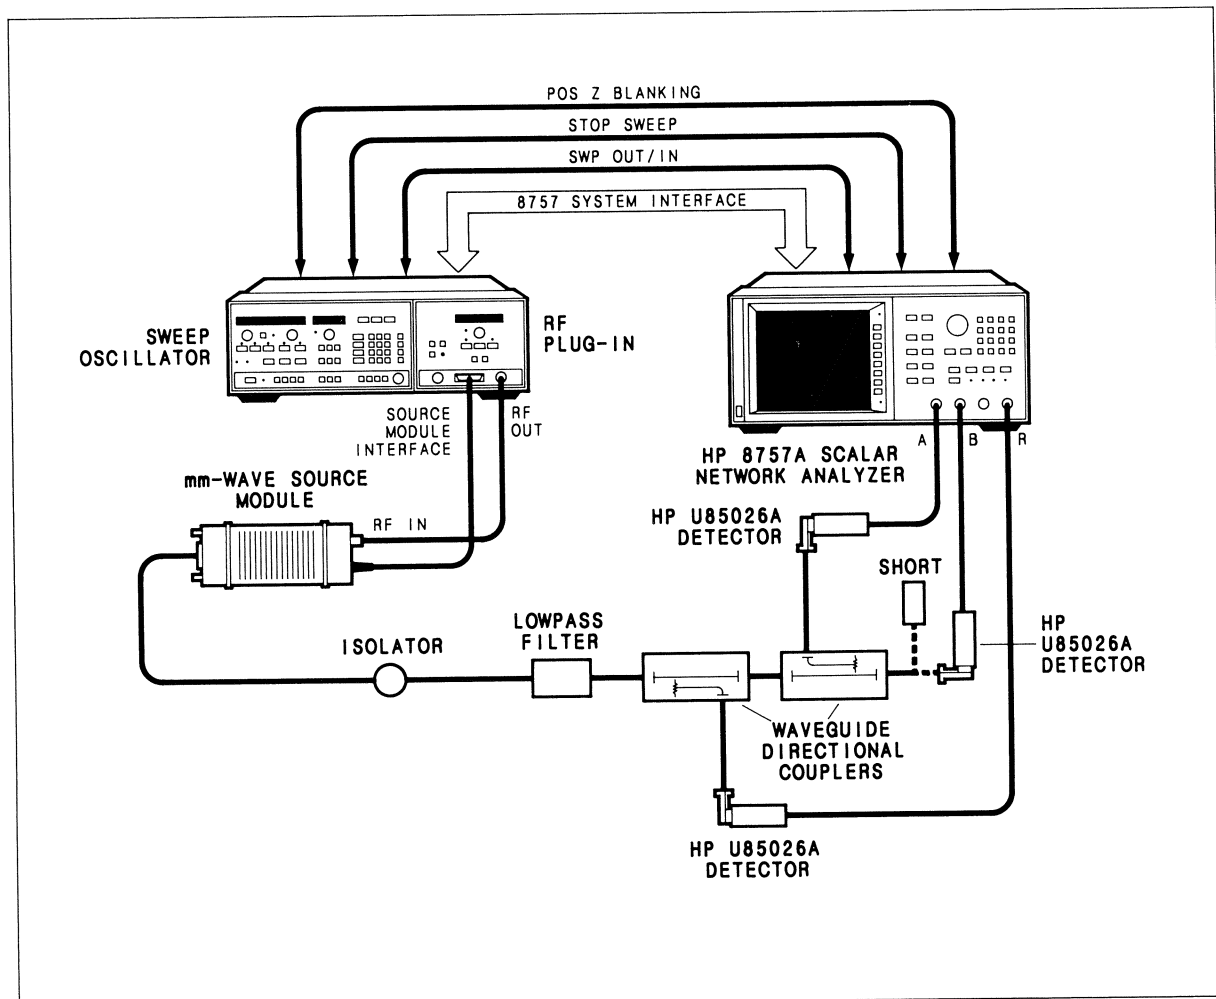 POS Z BLANKING
STOP SWEEP
SWP OUT/IN
8757 SYSTEM INTERFACE
SWEEP
OSCILLATOR
RF
PLUG-IN
SOURCE
MODULE
INTERFACE
RF
OUT
A
B
R
HP 8757A SCALAR
NETWORK ANALYZER
mm-WAVE SOURCE
MODULE
RF IN
HP U85026A
DETECTOR
SHORT
HP
U85026A
DETECTOR
ISOLATOR
LOWPASS
FILTER
WAVEGUIDE
DIRECTIONAL
COUPLERS
HP U85026A
DETECTOR